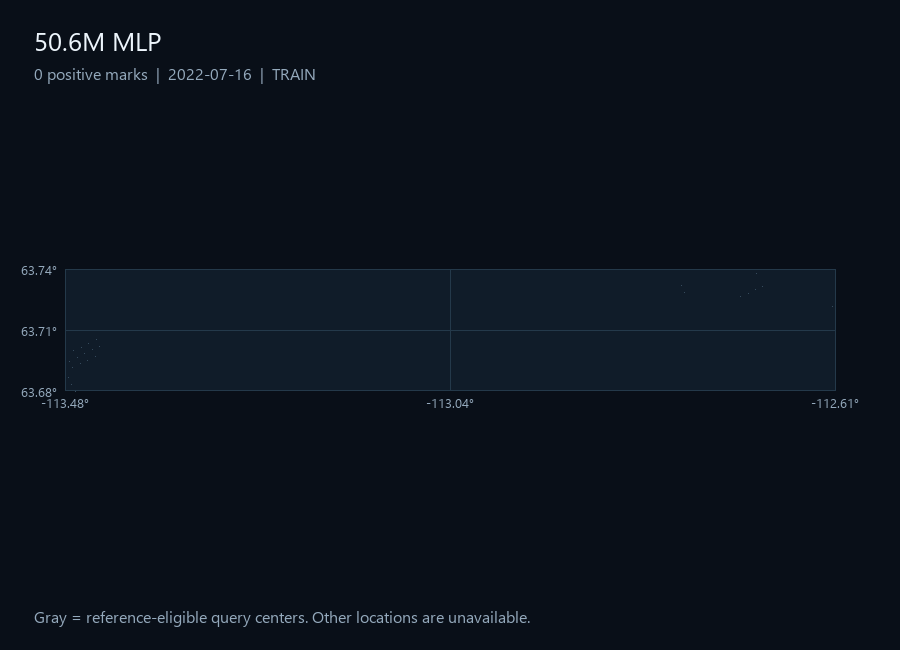 50.6M MLP
0 positive marks | 2022-07-16 | TRAIN
63.74°
63.71°
63.68°
-113.48° -113.04° -112.61°
Gray = reference-eligible query centers. Other locations are unavailable.